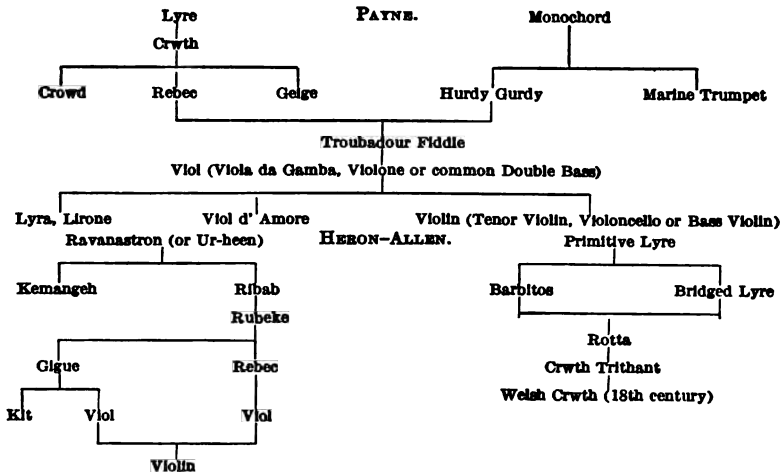 Lyre PAYNE. Monochord
Crwth
Crowd Rebec Geige Hurdy Gurdy Marine Trumpet
Troubadour Fiddle
Viol (Viola da Gamba, Violone or common Double Bass)
Lyra, Lirone Viol d' Amore Violin (Tenor Violin, Violoncello or Bass Violin)
Ravanastron (or Ur-heen) HERON-ALLEN. Primitive Lyre
Kemangeh Ribab Barbitos Bridged Lyre
Rubeke
Rotta
Gigue Rebec Crwth Trithant
Welsh Crwth (18th century)
Kit Viol Viol
Violin